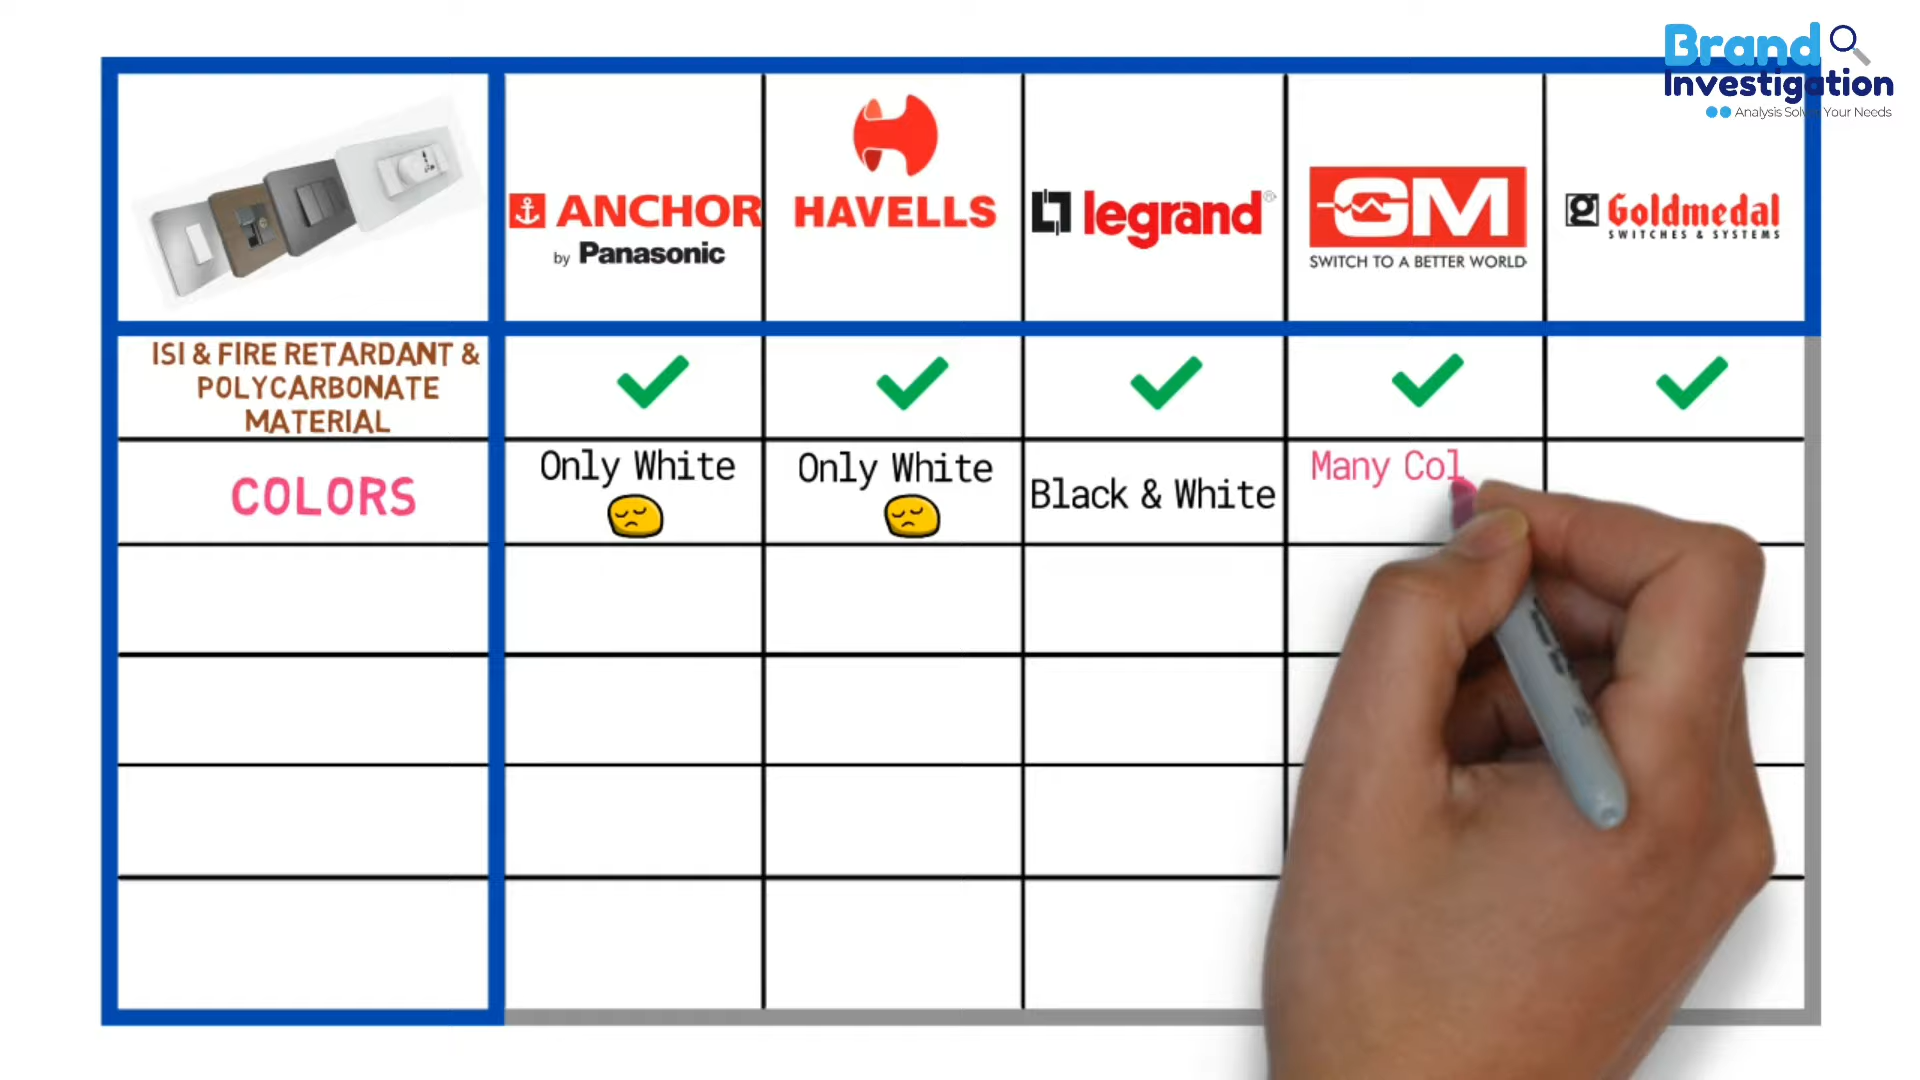 Brand
Investigation
Analysis Solves Your Needs
ANCHOR
by Panasonic
HAVELLS
legrand®
GM
SWITCH TO A BETTER WORLD
Goldmedal
SWITCHES & SYSTEMS
ISI & FIRE RETARDANT &
POLYCARBONATE
MATERIAL
COLORS
Only White
Only White
Black & White
Many Col